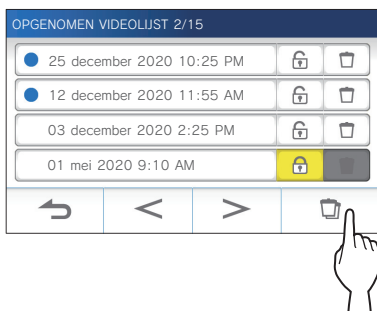 OPGENOMEN VIDEOLIJST 2/15
25 december 2020 10:25 PM
12 december 2020 11:55 AM
03 december 2020 2:25 PM
01 mei 2020 9:10 AM